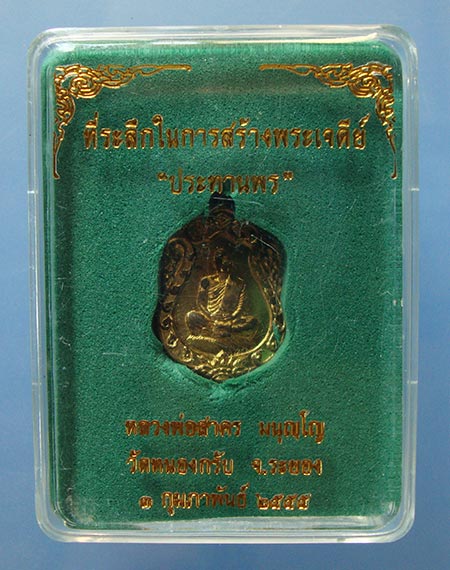 ที่ระลึกในการสร้างพระเจดีย์
"ประทานพร"
หลวงพ่อสาคร มนุญฺโญ
วัดหนองกรับ จ.ระยอง
๑ กุมภาพันธ์ ๒๕๕๕